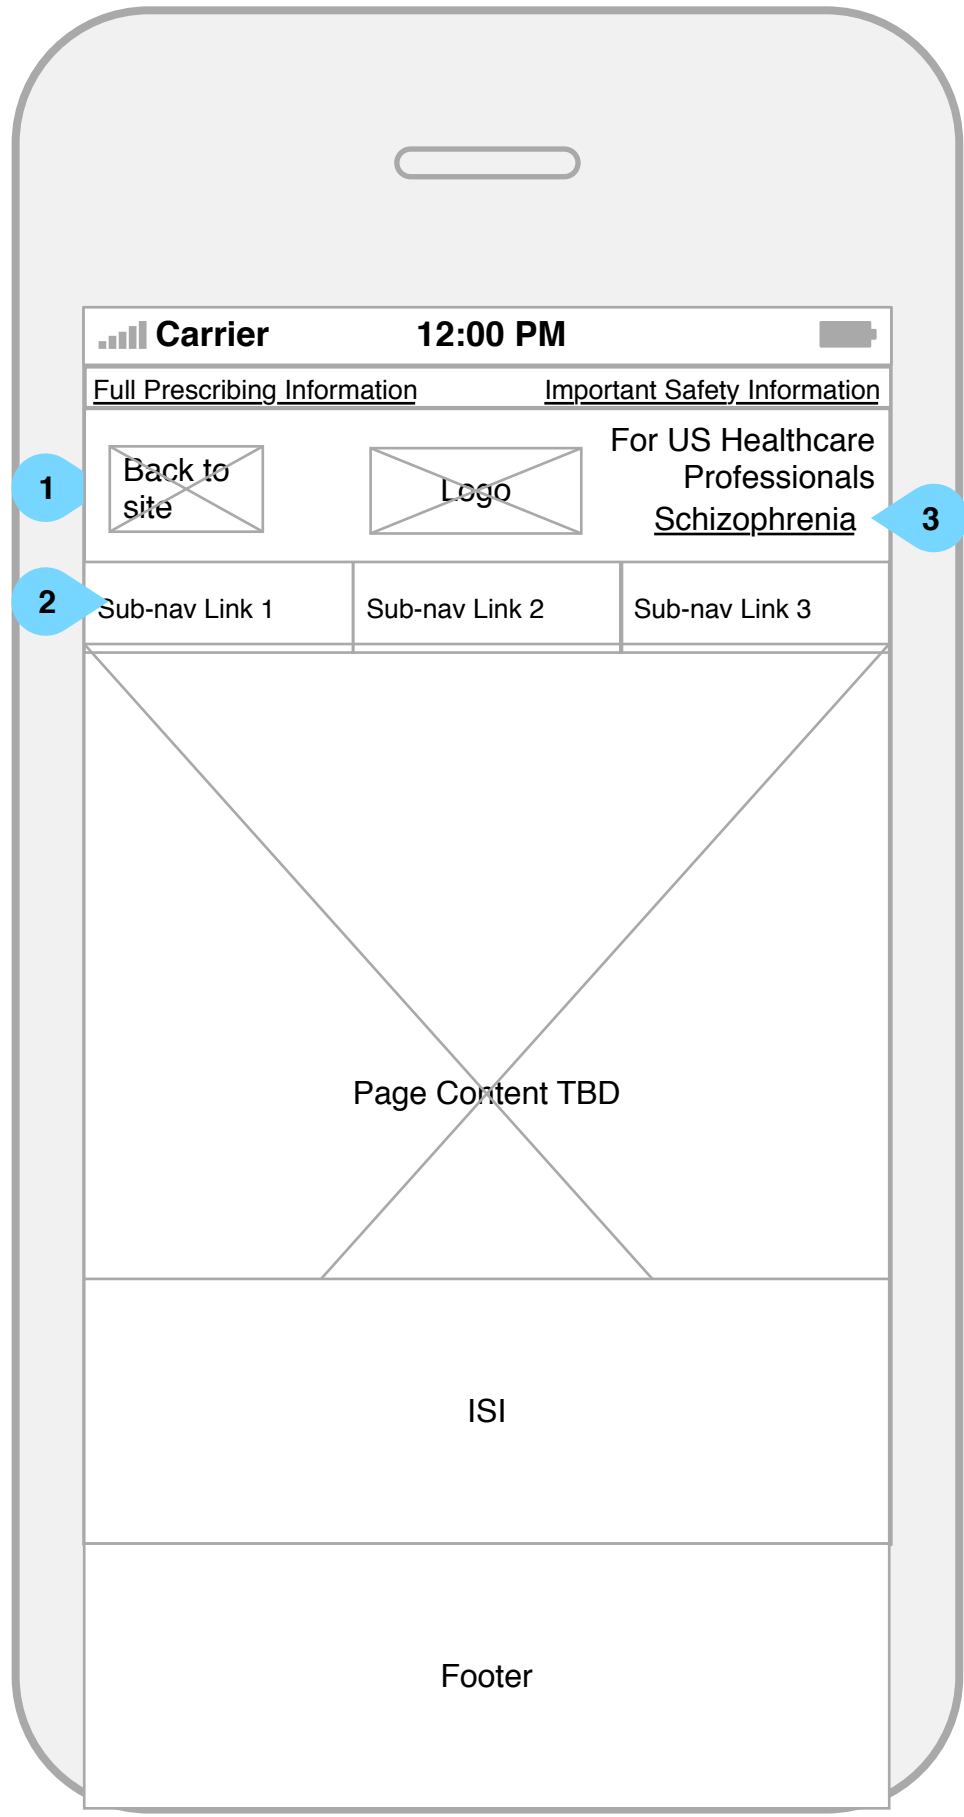 Carrier 12:00 PM
Full Prescribing Information Important Safety Information
For US Healthcare
Professionals
Schizophrenia
1
Back to
site
Logo
3
2
Sub-nav Link 1
Sub-nav Link 2
Sub-nav Link 3
Page Content TBD
ISI
Footer